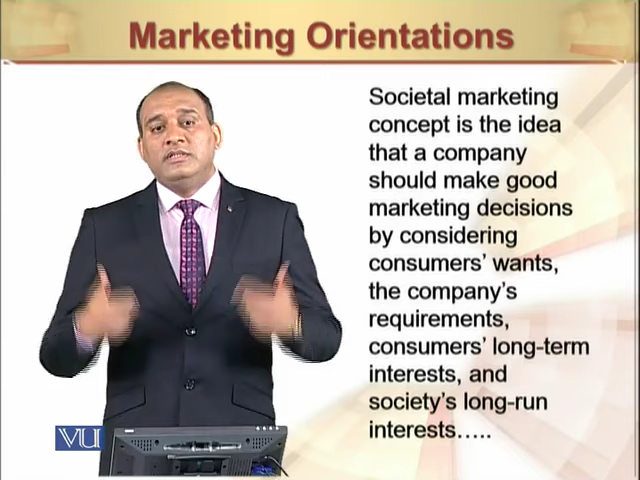 Marketing Orientations
Societal marketing
concept is the idea
that a company
should make good
marketing decisions
by considering
consumers' wants,
the company's
requirements,
consumers' long-term
interests, and
society's long-run
interests.....
VU